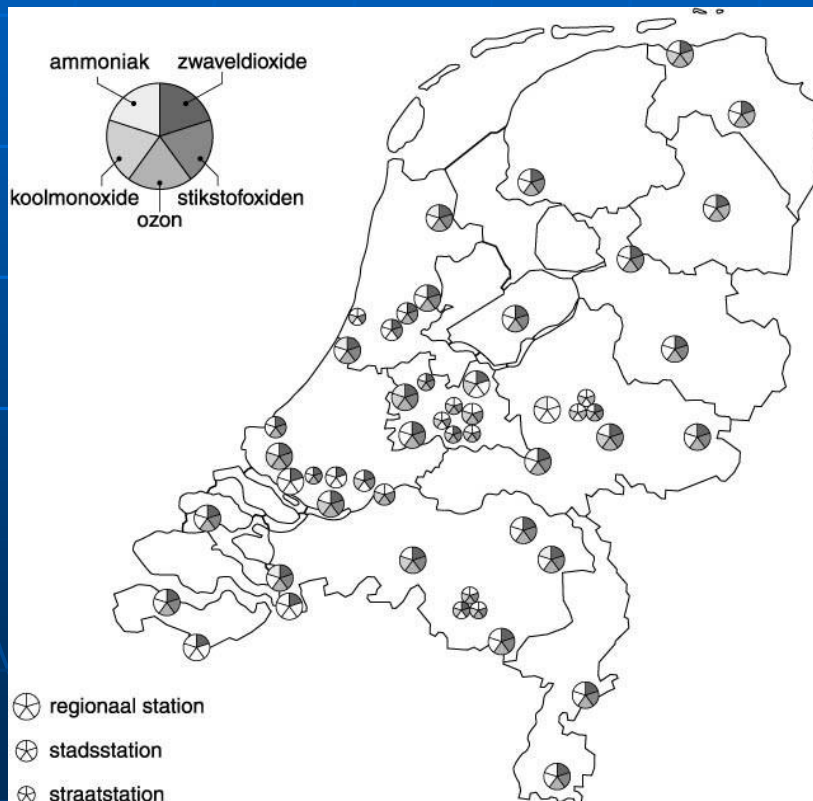 ammoniak zwaveldioxide
koolmonoxide stikstofoxiden
ozon
regionaal station
stadsstation
straatstation